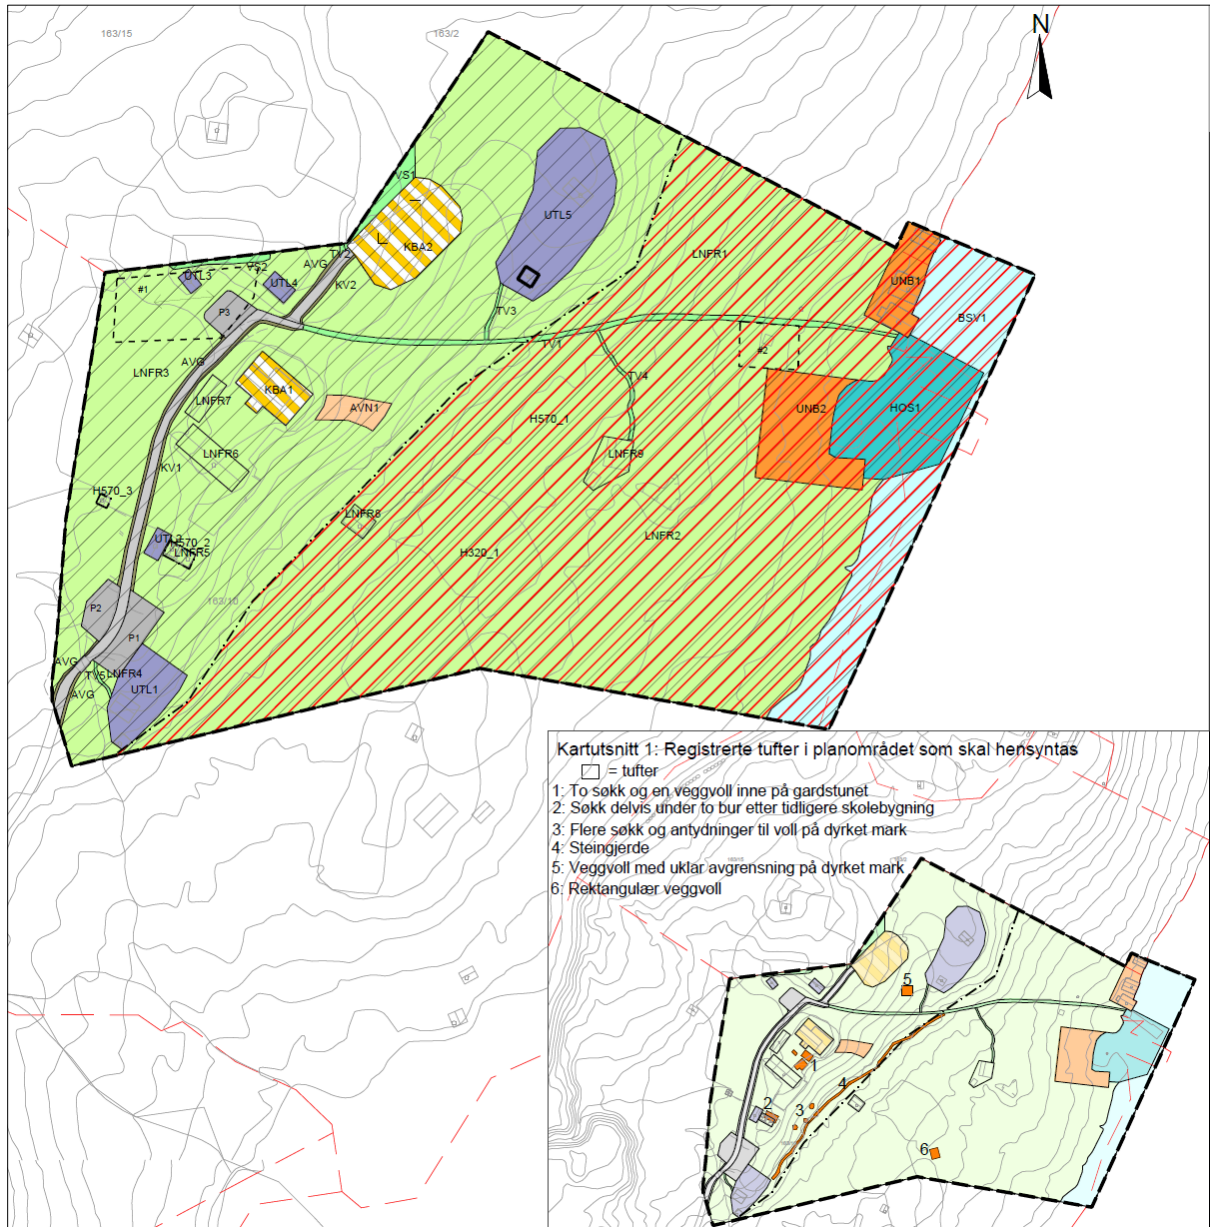 163/15
163/2
N
VS1
UTL5
KBA2
TV2
AVG
KV2
LNFR1
UNB1
BSV1
UTL3
VS2
UTL4
#1
P3
TV3
TV1
#2
AVG
LNFR3
TV4
KBA1
LNFR7
AVN1
UNB2
HOS1
H570_1
LNFR6
LNFR9
KV1
H570_3
LNFR8
UTL2
H570_2
LNFR5
H320_1
LNFR2
163/10
P2
P1
AVG
TV5
LNFR4
AVG
UTL1
Kartutsnitt 1: Registrerte tufter i planområdet som skal hensyntas
= tufter
1: To søkk og en veggvoll inne på gardstunet
2: Søkk delvis under to bur etter tidligere skolebygning
3: Flere søkk og antydninger til voll på dyrket mark
4: Steingjerde
5: Veggvoll med uklar avgrensning på dyrket mark
6: Rektangulær veggvoll
163/15
163/2
5
1
4
2
3
6